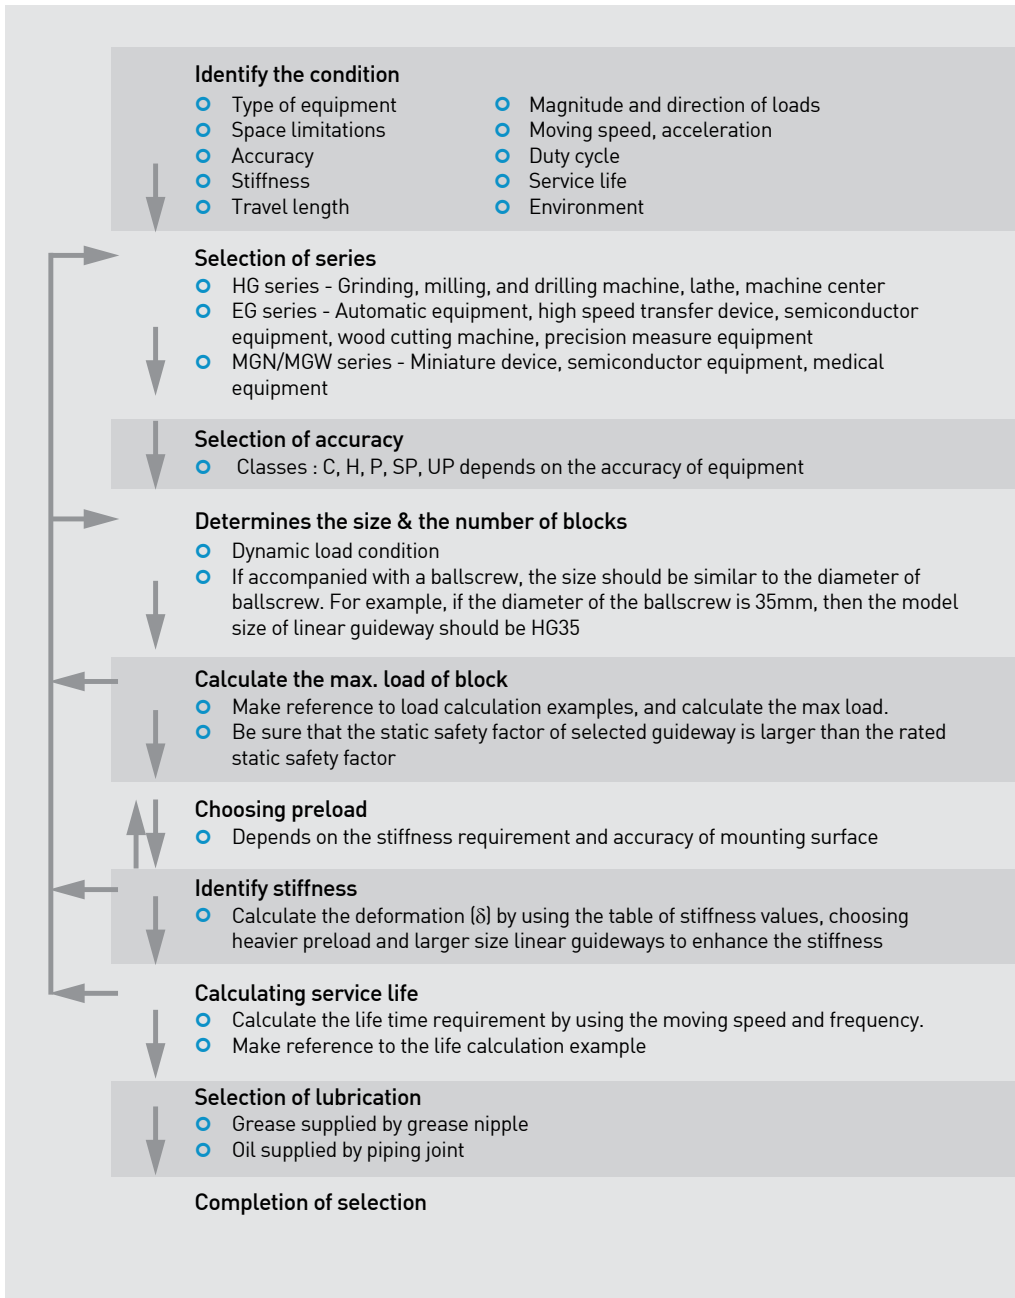 Identify the condition
Type of equipment
Space limitations
Accuracy
Stiffness
Travel length
Magnitude and direction of loads
Moving speed, acceleration
Duty cycle
Service life
Environment
Selection of series
HG series - Grinding, milling, and drilling machine, lathe, machine center
EG series - Automatic equipment, high speed transfer device, semiconductor
equipment, wood cutting machine, precision measure equipment
MGN/MGW series - Miniature device, semiconductor equipment, medical
equipment
Selection of accuracy
Classes : C, H, P, SP, UP depends on the accuracy of equipment
Determines the size & the number of blocks
Dynamic load condition
If accompanied with a ballscrew, the size should be similar to the diameter of
ballscrew. For example, if the diameter of the ballscrew is 35mm, then the model
size of linear guideway should be HG35
Calculate the max. load of block
Make reference to load calculation examples, and calculate the max load.
Be sure that the static safety factor of selected guideway is larger than the rated
static safety factor
Choosing preload
Depends on the stiffness requirement and accuracy of mounting surface
Identify stiffness
Calculate the deformation (δ) by using the table of stiffness values, choosing
heavier preload and larger size linear guideways to enhance the stiffness
Calculating service life
Calculate the life time requirement by using the moving speed and frequency.
Make reference to the life calculation example
Selection of lubrication
Grease supplied by grease nipple
Oil supplied by piping joint
Completion of selection